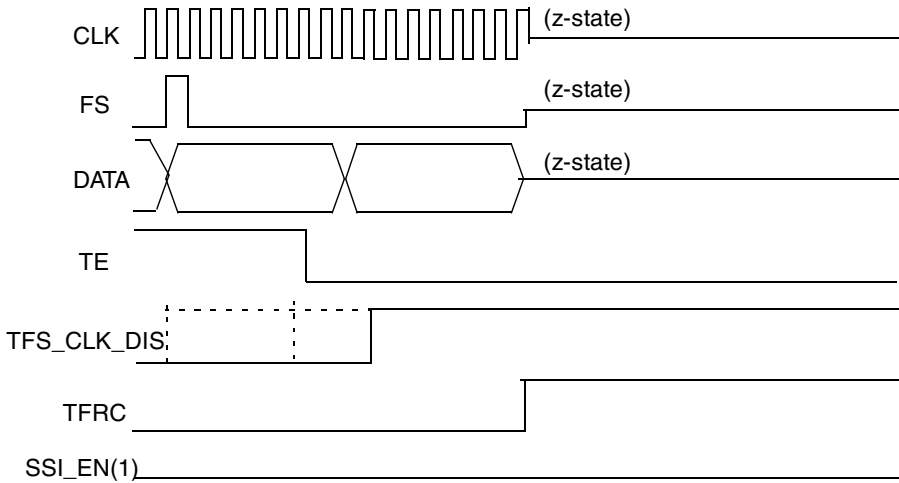 CLK
(z-state)
FS
(z-state)
DATA
(z-state)
TE
TFS_CLK_DIS
TFRC
SSI_EN(1)